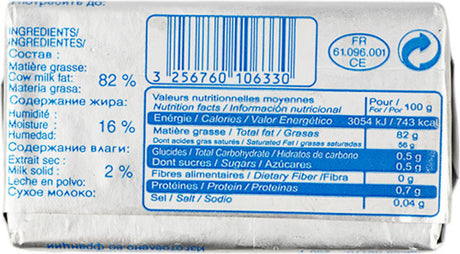 INGREDIENTS/
INGREDIENTES/
Состав :
Matière grasse:
Cow milk fat: 82 %
Materia grasa:
Содержание жира:
Humidité :
Moisture : 16 %
Humedad:
Содержание влаги:
Extrait sec :
Milk solid : 2 %
Leche en polvo:
Сухое молоко:
3 256760 106330
FR
61.096.001
CE
Valeurs nutritionnelles moyennes
Nutrition facts / Información nutricional
Pour /
For / Por 100 g
Enérgie / Calories / Valor Energético 3054 kJ / 743 kcal
Matière grasse / Total fat / Grasas 82 g
Dont acides gras saturés / Saturated Fat / grasas saturadas 56 g
Glucides / Total Carbohydrate / Hidratos de carbono 0,5 g
Dont sucres / Sugars / Azúcares 0,5 g
Fibres alimentaires / Dietary Fiber / Fibra 0 g
Protéines / Protein / Proteínas 0,7 g
Sel / Salt / Sodio 0,04 g